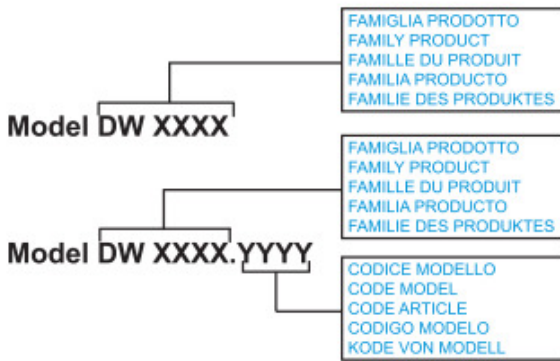 FAMIGLIA PRODOTTO
FAMILY PRODUCT
FAMILLE DU PRODUIT
FAMILIA PRODUCTO
FAMILIE DES PRODUKTES
Model DW XXXX
FAMIGLIA PRODOTTO
FAMILY PRODUCT
FAMILLE DU PRODUIT
FAMILIA PRODUCTO
FAMILIE DES PRODUKTES
Model DW XXXX.YYYY
CODICE MODELLO
CODE MODEL
CODE ARTICLE
CODIGO MODELO
KODE VON MODELL